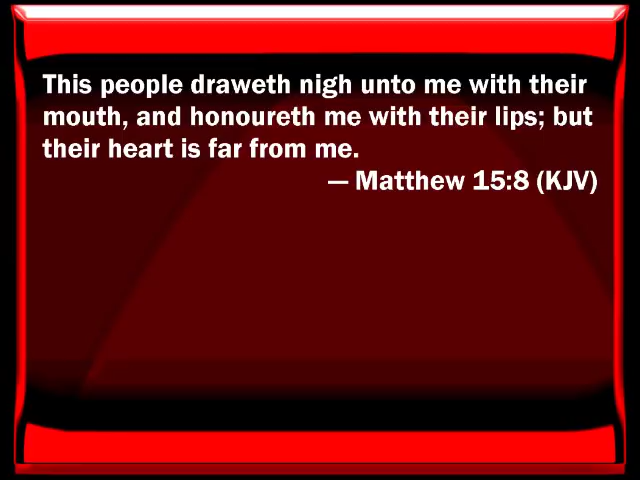 This people draweth nigh unto me with their
mouth, and honoureth me with their lips; but
their heart is far from me.
— Matthew 15:8 (KJV)